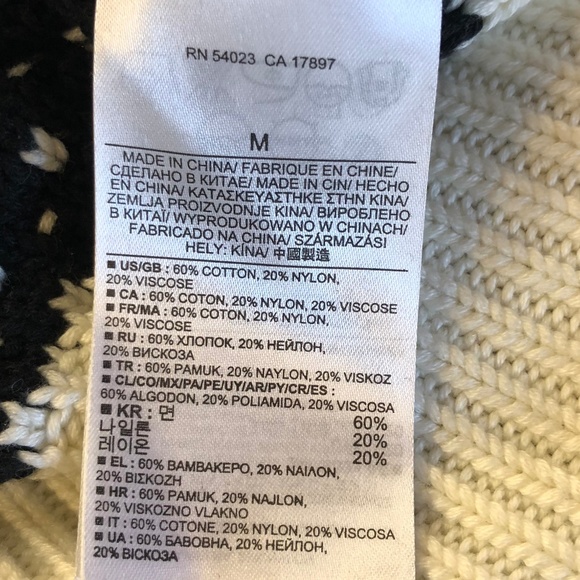 RN 54023 CA 17897
M
MADE IN CHINA/ FABRIQUE EN CHINE/
СДЕЛАНО В КИТАЕ/ MADE IN CIN/ HECHO
EN CHINA/ ΚΑΤΑΣΚΕΥΑΣΤΗΚΕ ΣΤΗΝ ΚΙΝΑ/
ZEMLJA PROIZVODNJE KINA/ ВИРОБЛЕНО
В КИТАЇ/ WYPRODUKOWANO W CHINACH/
FABRICADO NA CHINA/ SZÁRMAZÁSI
HELY: KÍNA/ 中國製造
■ US/GB : 60% COTTON, 20% NYLON,
20% VISCOSE
■ CA : 60% COTON, 20% NYLON, 20% VISCOSE
■ FR/MA : 60% COTON, 20% NYLON,
20% VISCOSE
■ RU : 60% ХЛОПОК, 20% НЕЙЛОН,
20% ВИСКОЗА
■ TR : 60% PAMUK, 20% NAYLON, 20% VISKOZ
■ CL/CO/MX/PA/PE/UY/AR/PY/CR/ES :
60% ALGODON, 20% POLIAMIDA, 20% VISCOSA
■ KR : 면 60%
나일론 20%
레이온 20%
■ EL : 60% ΒΑΜΒΑΚΕΡΟ, 20% ΝΑΙΛΟΝ,
20% ΒΙΣΚΟΖΗ
■ HR : 60% PAMUK, 20% NAJLON,
20% VISKOZNO VLAKNO
■ IT : 60% COTONE, 20% NYLON, 20% VISCOSA
■ UA : 60% БАВОВНА, 20% НЕЙЛОН,
20% ВІСКОЗА